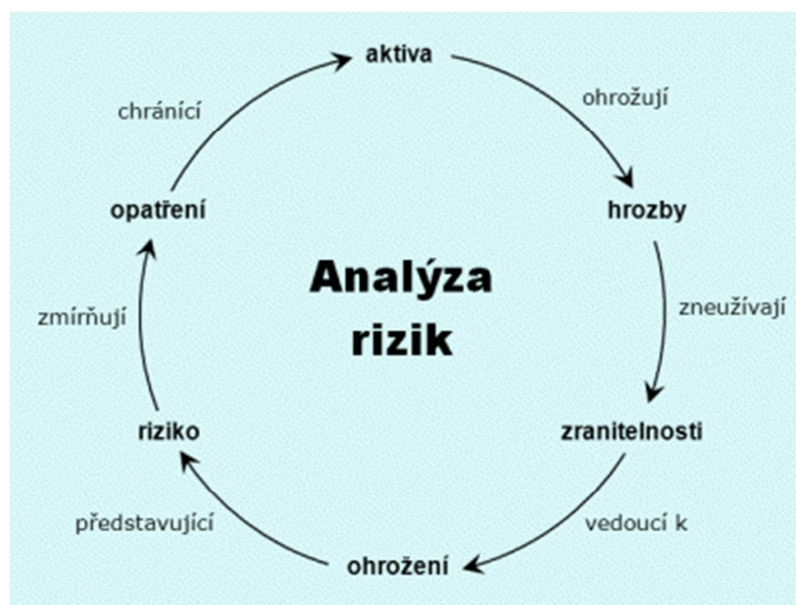 aktiva
ohrožují
hrozby
zneužívají
zranitelnosti
vedoucí k
ohrožení
představující
riziko
zmírňují
opatření
chránící
Analýza
rizik